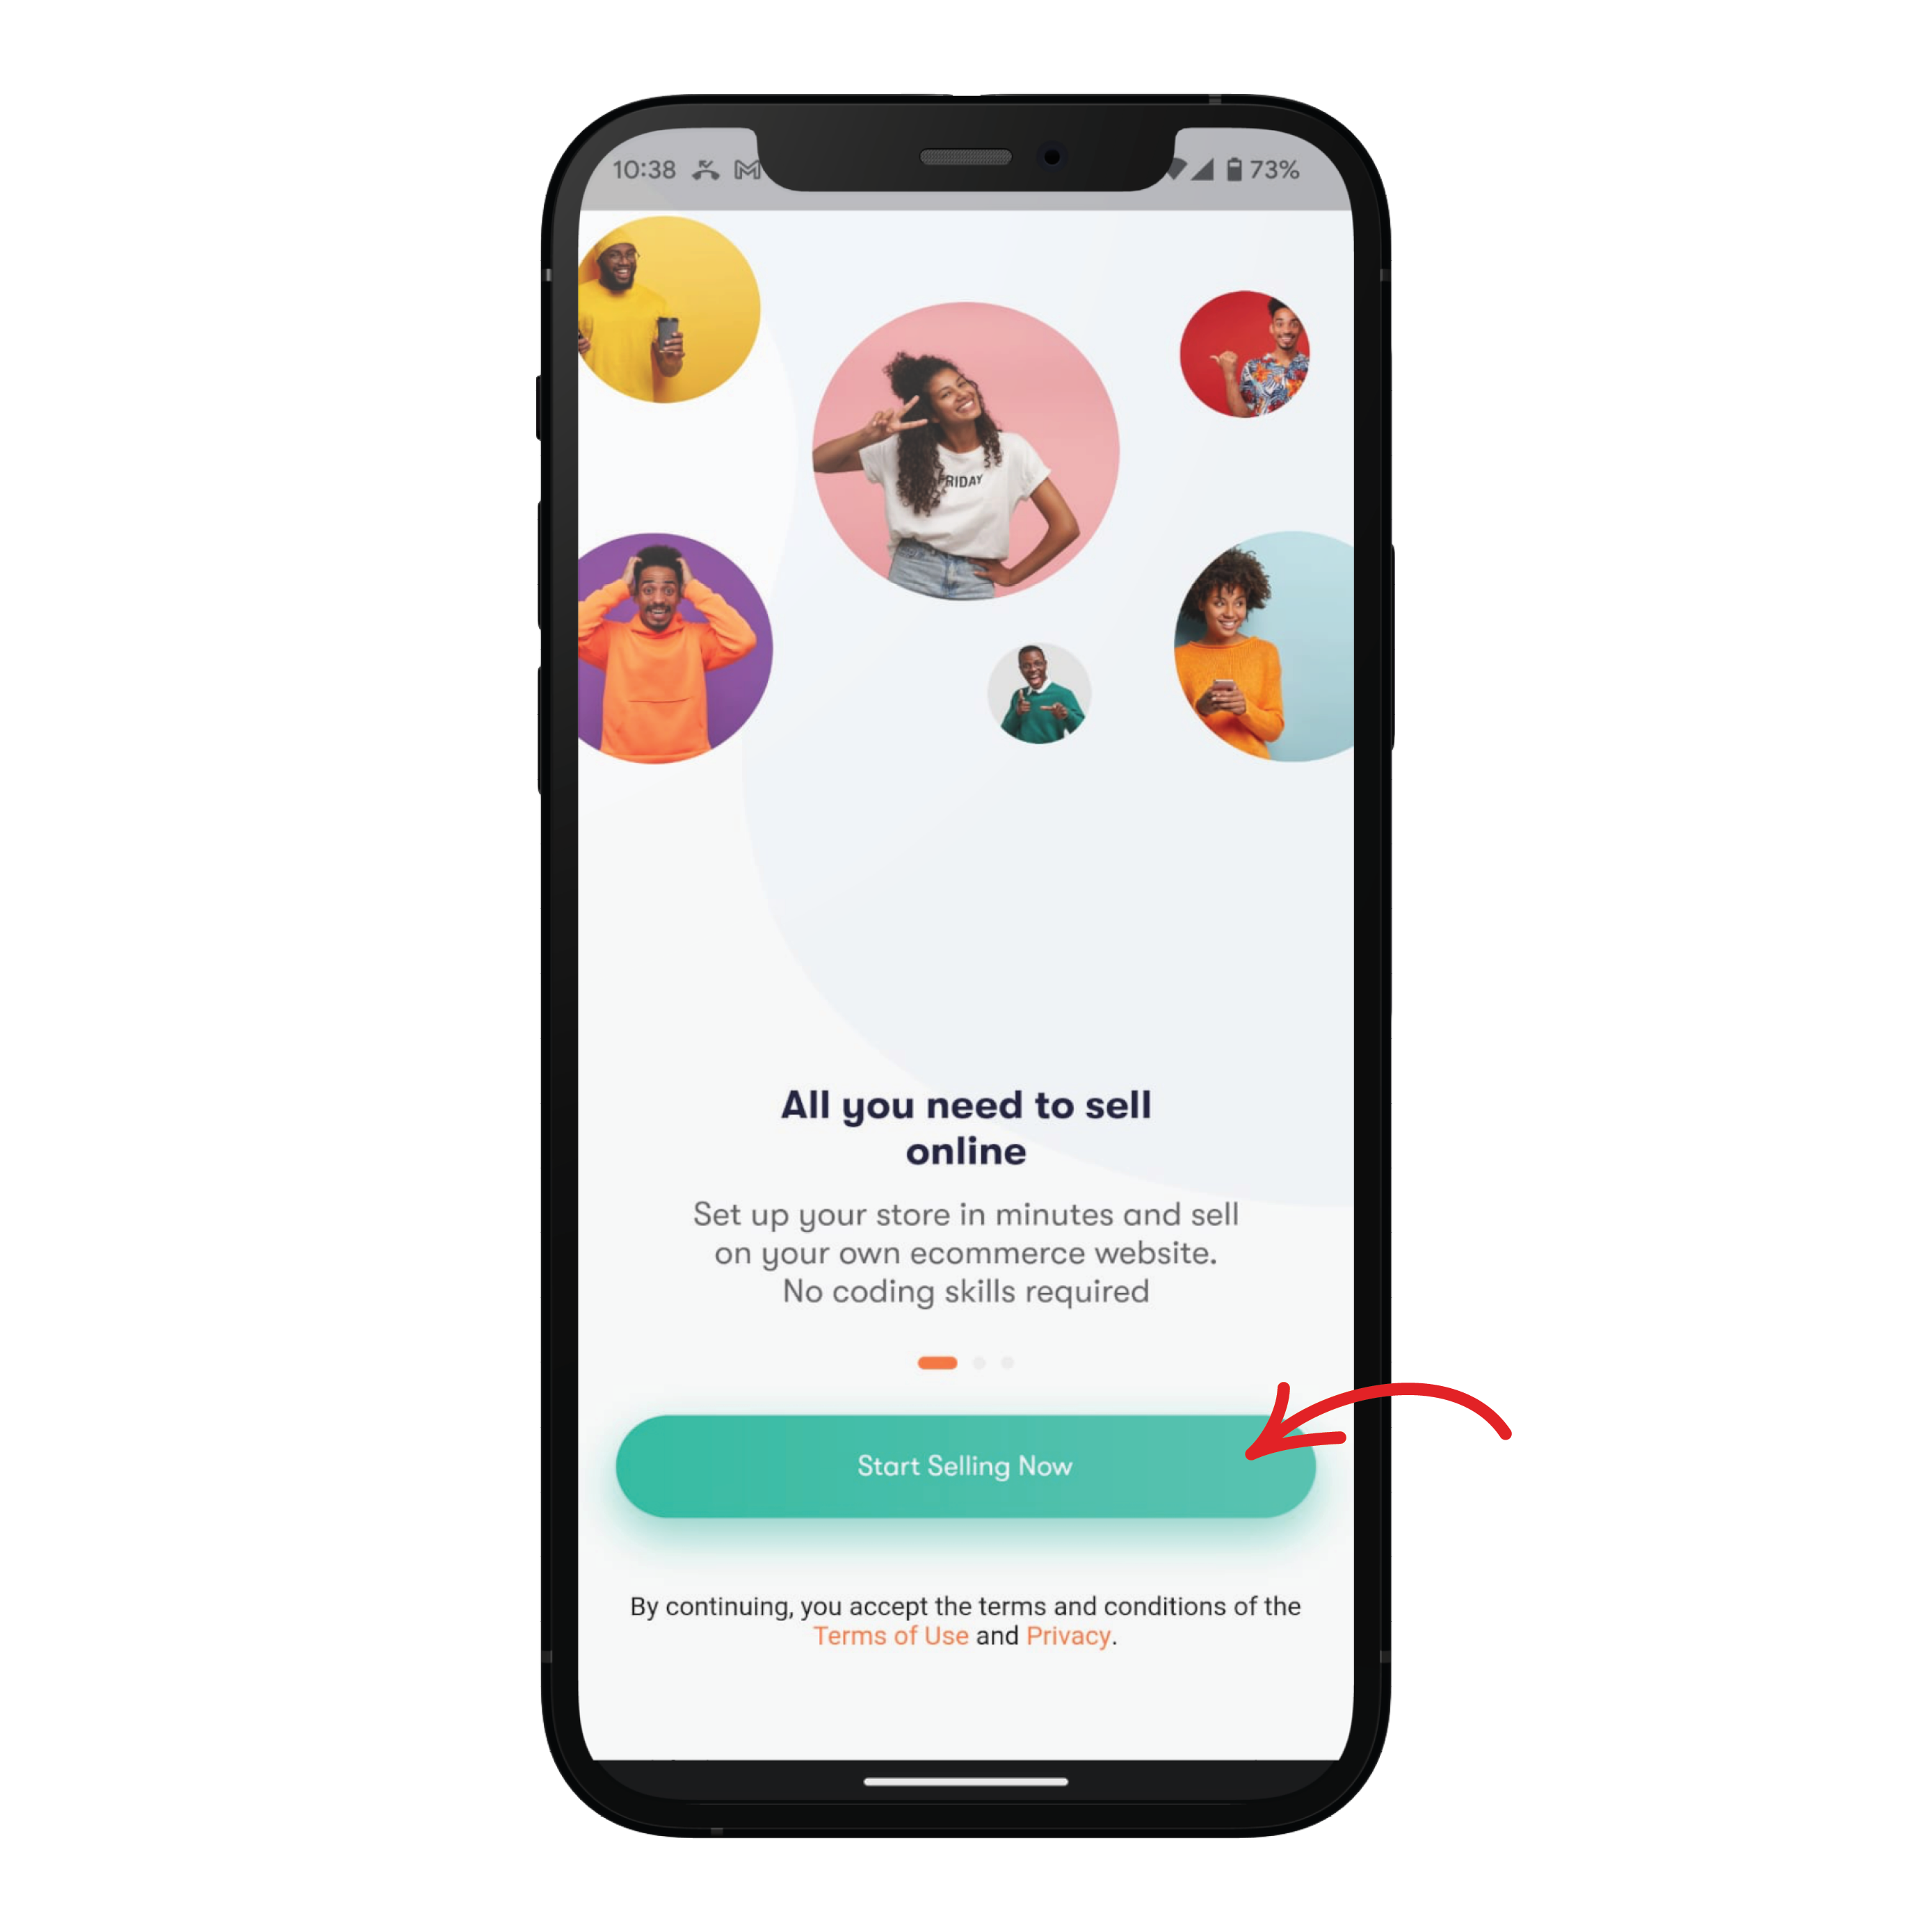 10:38 73%
RIDAY
All you need to sell
online
Set up your store in minutes and sell
on your own ecommerce website.
No coding skills required
Start Selling Now
By continuing, you accept the terms and conditions of the
Terms of Use and Privacy.